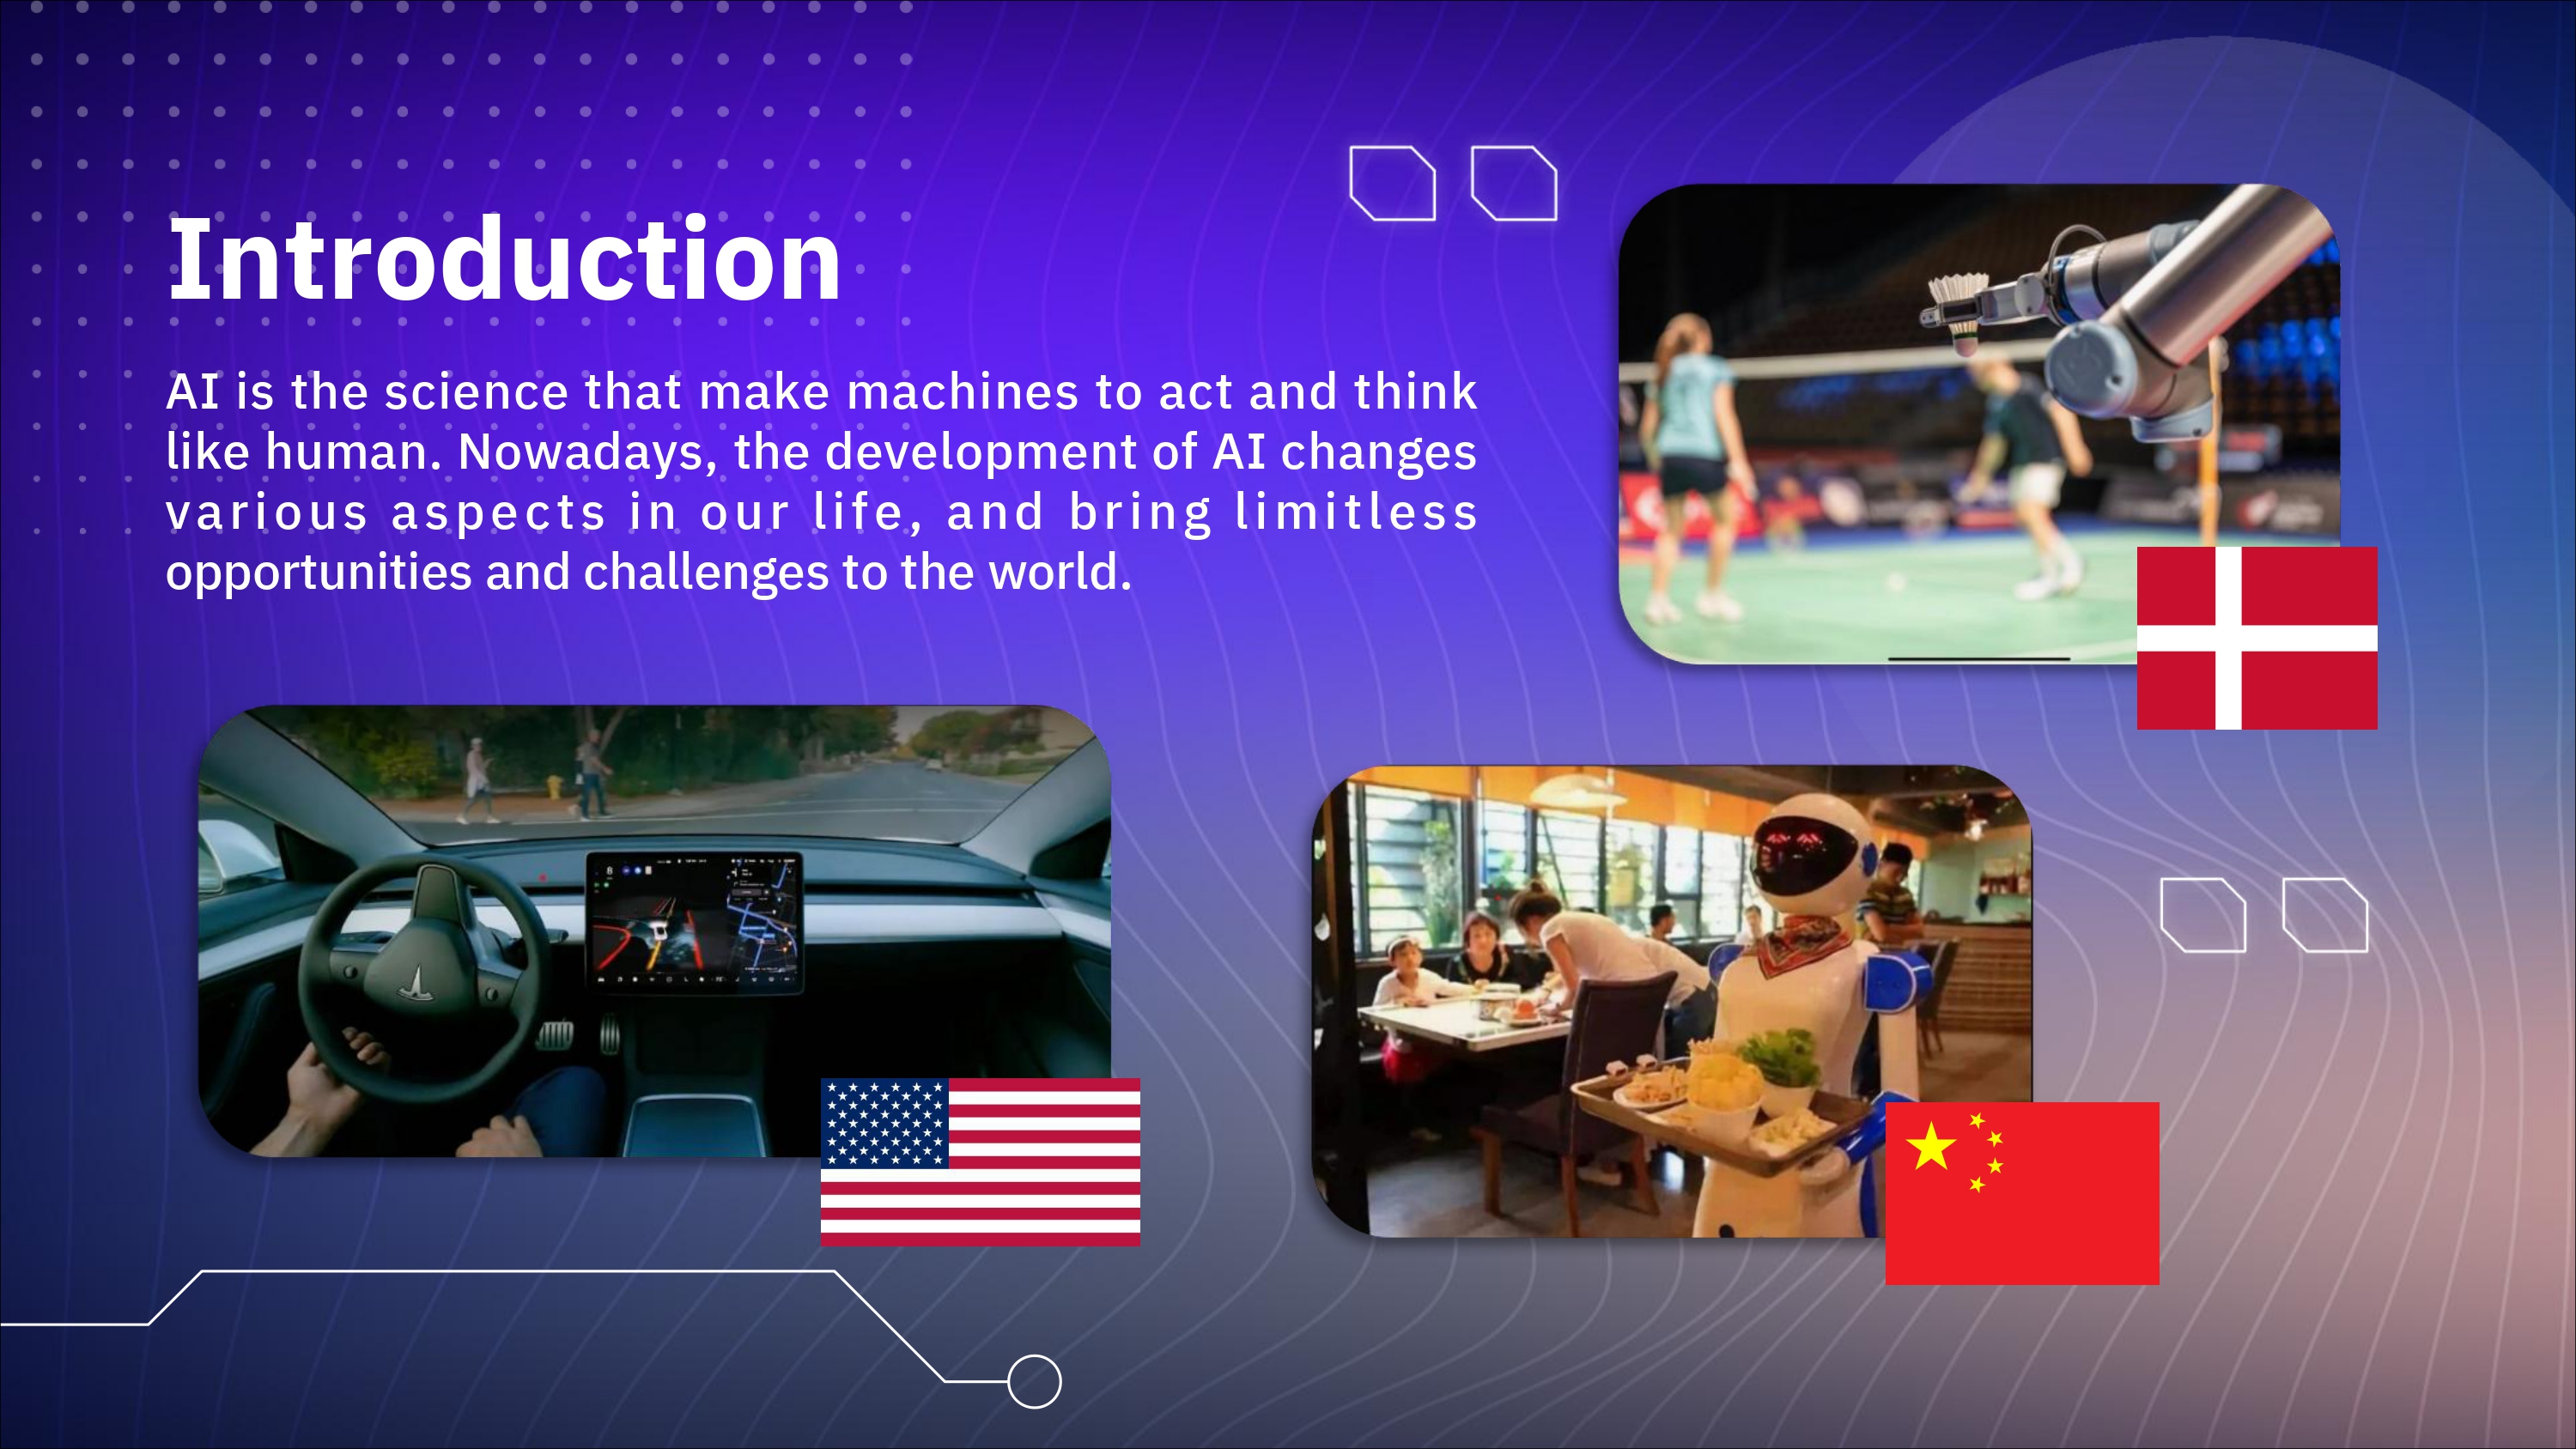 Introduction
AI is the science that make machines to act and think
like human. Nowadays, the development of AI changes
various aspects in our life, and bring limitless
opportunities and challenges to the world.